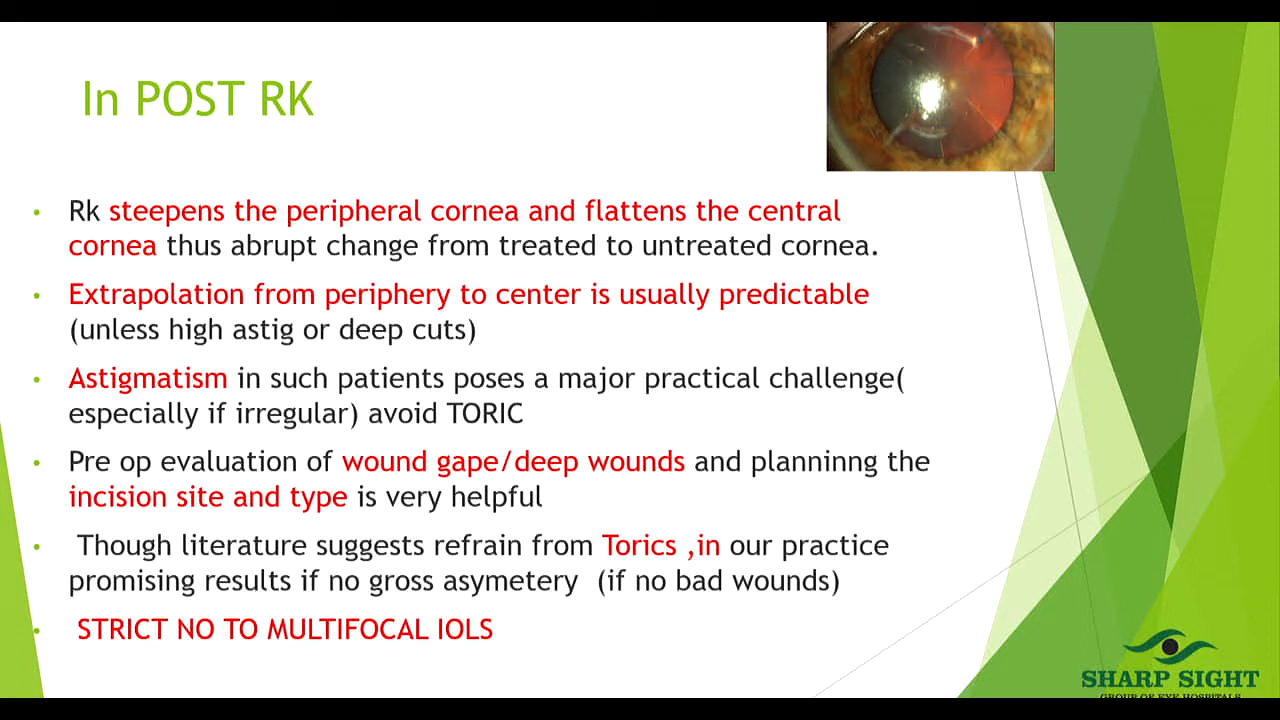 In POST RK
Rk steepens the peripheral cornea and flattens the central
cornea thus abrupt change from treated to untreated cornea.
Extrapolation from periphery to center is usually predictable
(unless high astig or deep cuts)
Astigmatism in such patients poses a major practical challenge(
especially if irregular) avoid TORIC
Pre op evaluation of wound gape/deep wounds and planninng the
incision site and type is very helpful
Though literature suggests refrain from Torics ,in our practice
promising results if no gross asymetery (if no bad wounds)
STRICT NO TO MULTIFOCAL IOLS
SHARP SIGHT
GROUP OF EYE HOSPITALS